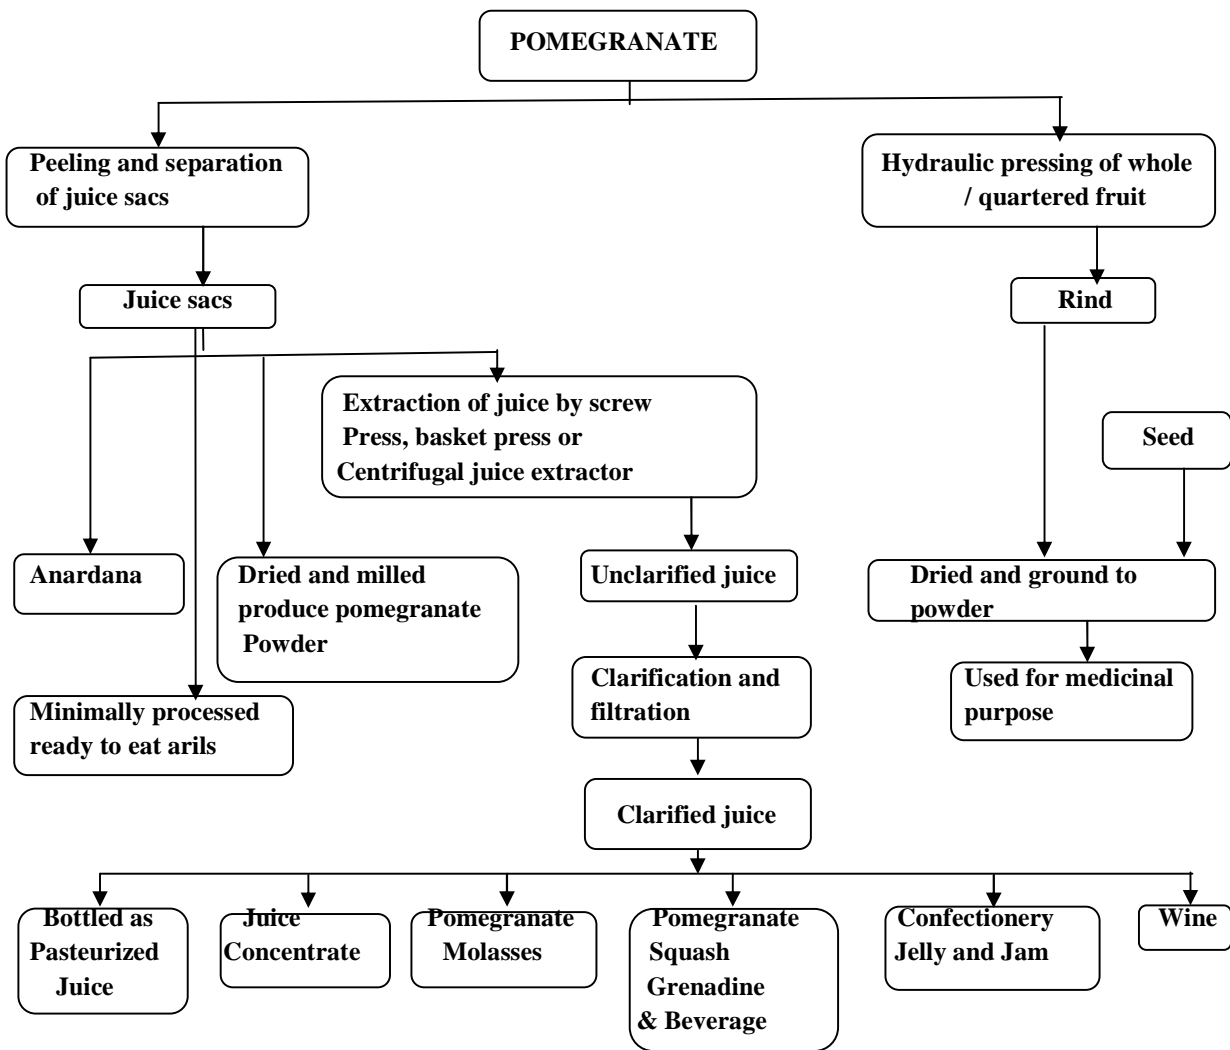 POMEGRANATE
Peeling and separation
of juice sacs
Hydraulic pressing of whole
/ quartered fruit
Juice sacs
Rind
Extraction of juice by screw
Press, basket press or
Centrifugal juice extractor
Seed
Anardana
Dried and milled
produce pomegranate
Powder
Unclarified juice
Dried and ground to
powder
Minimally processed
ready to eat arils
Clarification and
filtration
Used for medicinal
purpose
Clarified juice
Bottled as
Pasteurized
Juice
Juice
Concentrate
Pomegranate
Molasses
Pomegranate
Squash
Grenadine
& Beverage
Confectionery
Jelly and Jam
Wine